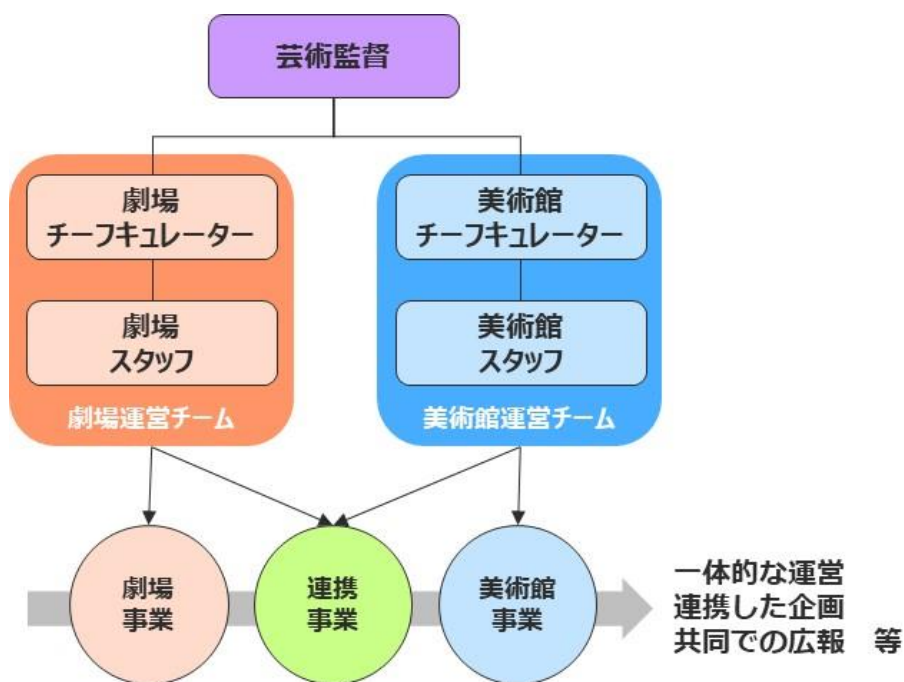 芸術監督
劇場
チーフキュレーター
劇場
スタッフ
劇場運営チーム
美術館
チーフキュレーター
美術館
スタッフ
美術館運営チーム
劇場
事業
連携
事業
美術館
事業
一体的な運営
連携した企画
共同での広報　等